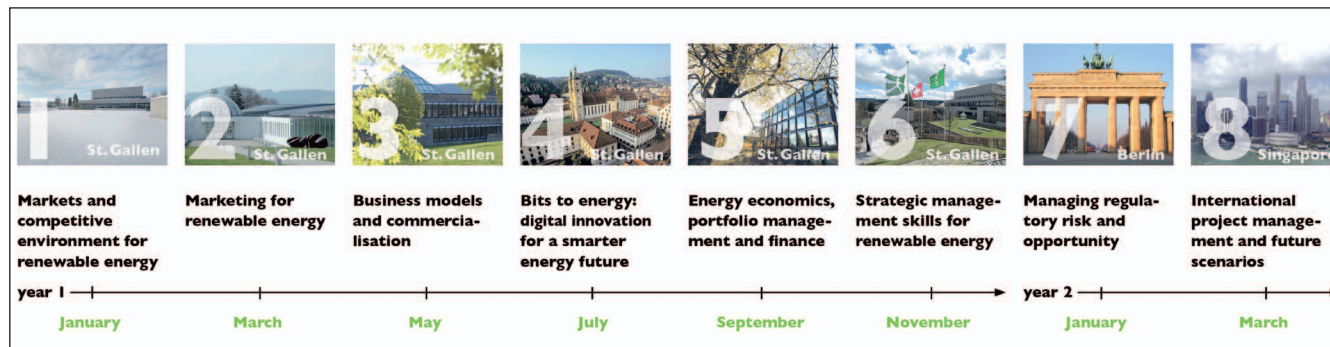 1
St. Gallen
2
St. Gallen
3
St. Gallen
4
St. Gallen
5
St. Gallen
6
St. Gallen
7
Berlin
8
Singapore
Markets and
competitive
environment for
renewable energy
Marketing for
renewable energy
Business models
and commercia-
lisation
Bits to energy:
digital innovation
for a smarter
energy future
Energy economics,
portfolio manage-
ment and finance
Strategic manage-
ment skills for
renewable energy
Managing regula-
tory risk and
opportunity
International
project manage-
ment and future
scenarios
year 1
January
March
May
July
September
November
year 2
January
March